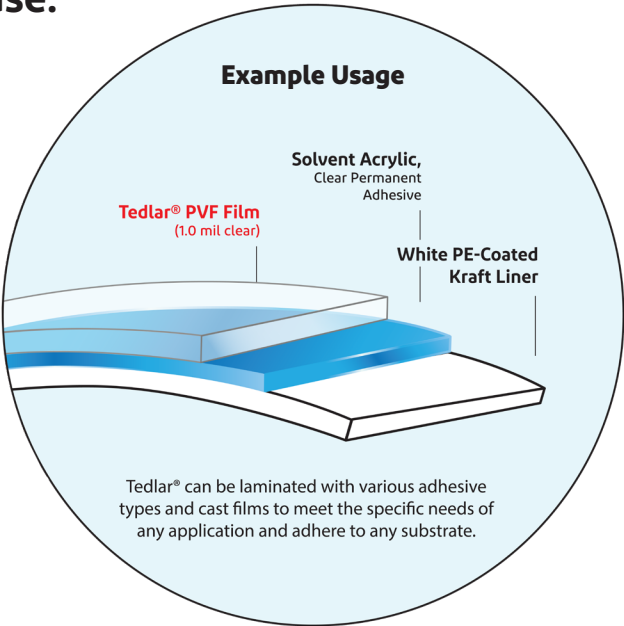 Example Usage
Solvent Acrylic,
Clear Permanent
Adhesive
Tedlar® PVF Film
(1.0 mil clear)
White PE-Coated
Kraft Liner
Tedlar® can be laminated with various adhesive
types and cast films to meet the specific needs of
any application and adhere to any substrate.